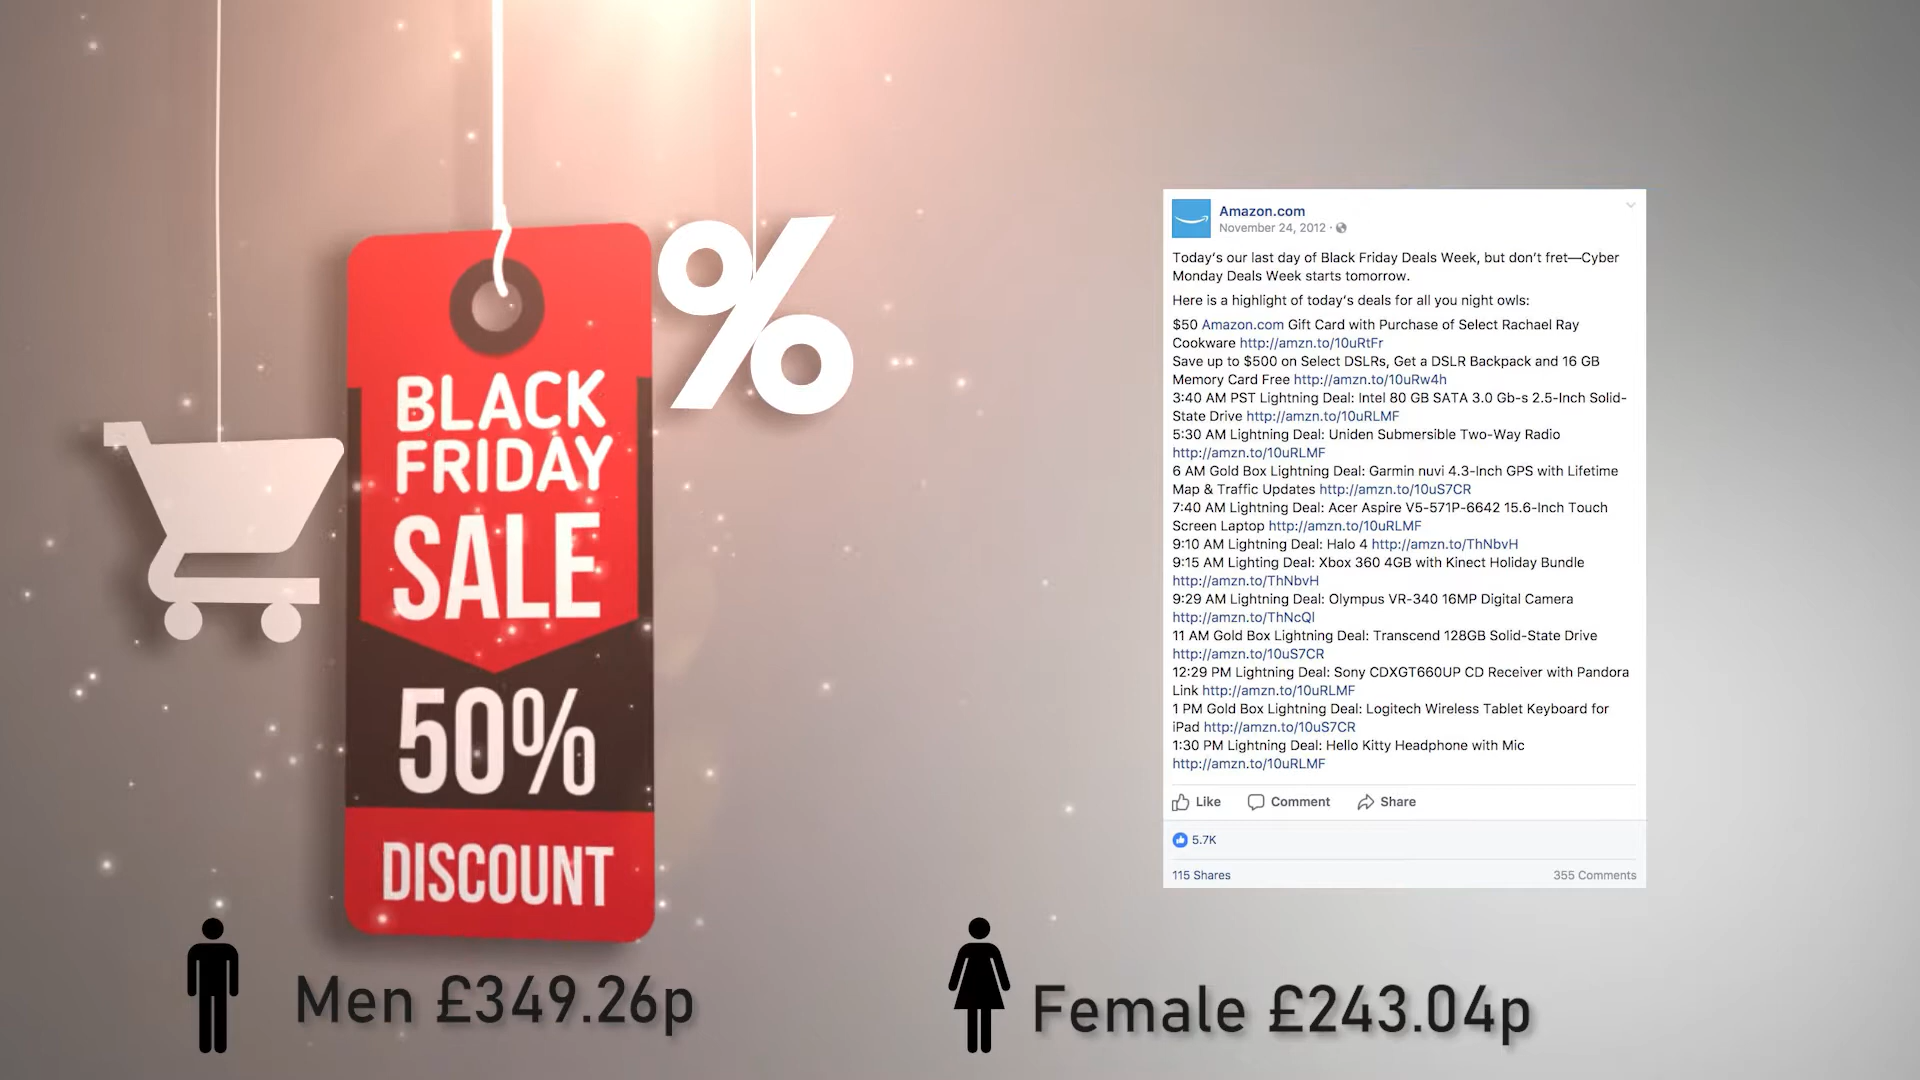 BLACK
FRIDAY
SALE
50%
DISCOUNT
%
Amazon.com
November 24, 2012 ·
Today's our last day of Black Friday Deals Week, but don't fret—Cyber
Monday Deals Week starts tomorrow.
Here is a highlight of today's deals for all you night owls:
$50 Amazon.com Gift Card with Purchase of Select Rachael Ray
Cookware http://amzn.to/10uRtFr
Save up to $500 on Select DSLRs, Get a DSLR Backpack and 16 GB
Memory Card Free http://amzn.to/10uRw4h
3:40 AM PST Lightning Deal: Intel 80 GB SATA 3.0 Gb-s 2.5-Inch Solid-
State Drive http://amzn.to/10uRLMF
5:30 AM Lightning Deal: Uniden Submersible Two-Way Radio
http://amzn.to/10uRLMF
6 AM Gold Box Lightning Deal: Garmin nuvi 4.3-Inch GPS with Lifetime
Map & Traffic Updates http://amzn.to/10uS7CR
7:40 AM Lightning Deal: Acer Aspire V5-571P-6642 15.6-Inch Touch
Screen Laptop http://amzn.to/10uRLMF
9:10 AM Lightning Deal: Halo 4 http://amzn.to/ThNbvH
9:15 AM Lighting Deal: Xbox 360 4GB with Kinect Holiday Bundle
http://amzn.to/ThNbvH
9:29 AM Lightning Deal: Olympus VR-340 16MP Digital Camera
http://amzn.to/ThNcQl
11 AM Gold Box Lightning Deal: Transcend 128GB Solid-State Drive
http://amzn.to/10uS7CR
12:29 PM Lightning Deal: Sony CDXGT660UP CD Receiver with Pandora
Link http://amzn.to/10uRLMF
1 PM Gold Box Lightning Deal: Logitech Wireless Tablet Keyboard for
iPad http://amzn.to/10uS7CR
1:30 PM Lightning Deal: Hello Kitty Headphone with Mic
http://amzn.to/10uRLMF
Like Comment Share
5.7K
115 Shares 355 Comments
Men £349.26p
Female £243.04p